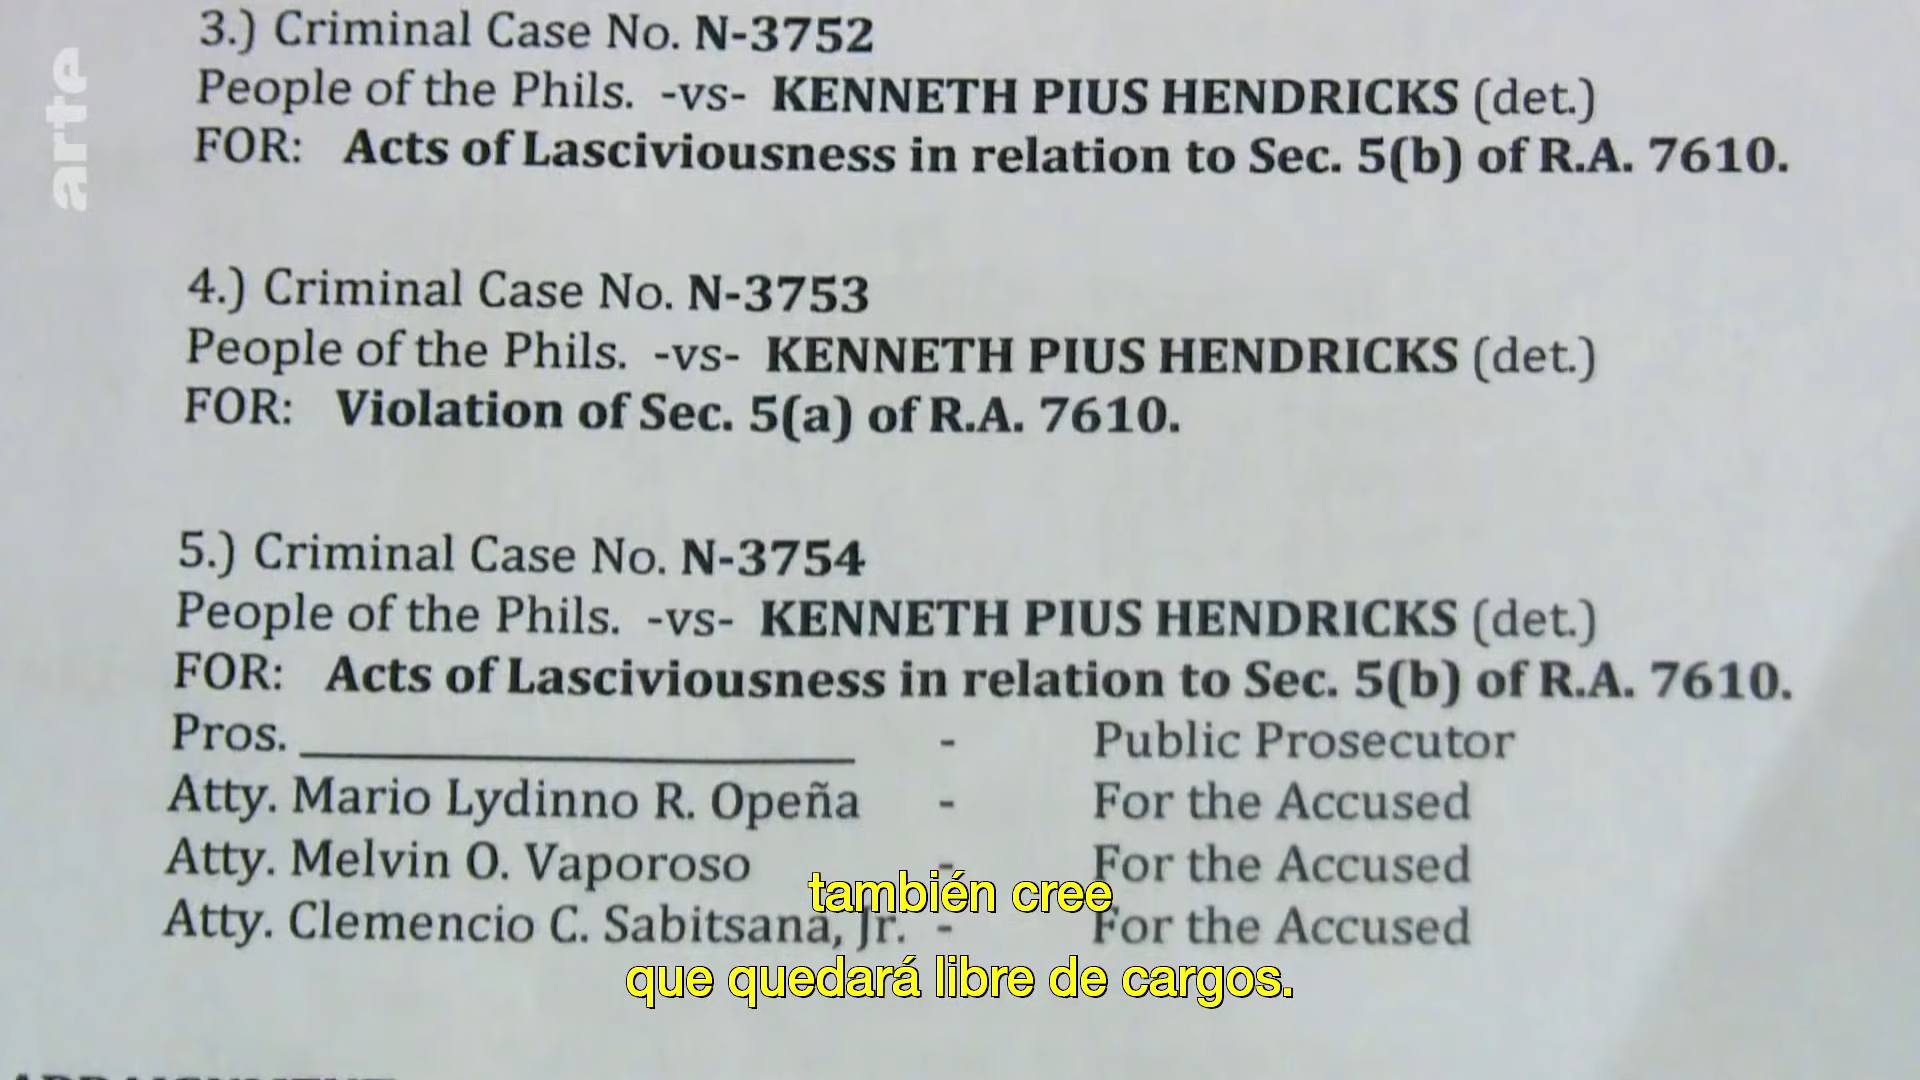 arte
3.) Criminal Case No. N-3752
People of the Phils. -vs- KENNETH PIUS HENDRICKS (det.)
FOR: Acts of Lasciviousness in relation to Sec. 5(b) of R.A. 7610.
4.) Criminal Case No. N-3753
People of the Phils. -vs- KENNETH PIUS HENDRICKS (det.)
FOR: Violation of Sec. 5(a) of R.A. 7610.
5.) Criminal Case No. N-3754
People of the Phils. -vs- KENNETH PIUS HENDRICKS (det.)
FOR: Acts of Lasciviousness in relation to Sec. 5(b) of R.A. 7610.
Pros. ____________________ - Public Prosecutor
Atty. Mario Lydinno R. Opeña - For the Accused
Atty. Melvin O. Vaporoso - For the Accused
Atty. Clemencio C. Sabitsana, Jr. - For the Accused
también cree
que quedará libre de cargos.